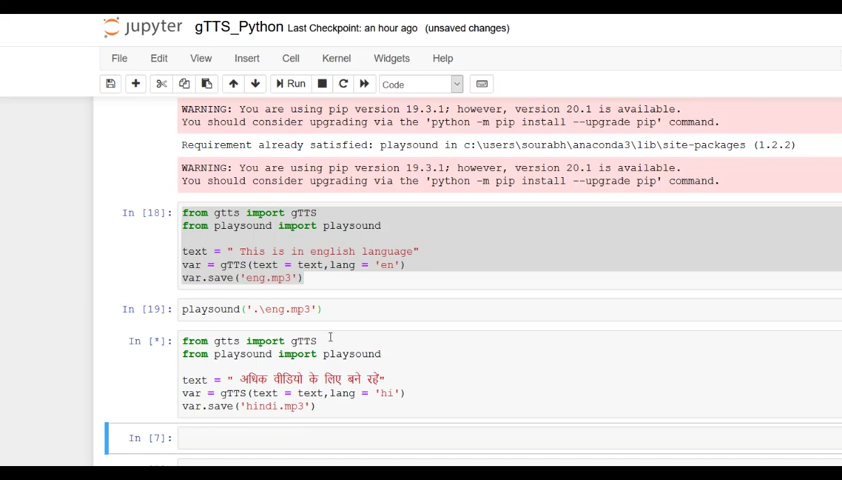 jupyter gTTS_Python Last Checkpoint: an hour ago (unsaved changes)
File Edit View Insert Cell Kernel Widgets Help
Run Code
WARNING: You are using pip version 19.3.1; however, version 20.1 is available.
You should consider upgrading via the 'python -m pip install --upgrade pip' command.
Requirement already satisfied: playsound in c:\users\sourabh\anaconda3\lib\site-packages (1.2.2)
WARNING: You are using pip version 19.3.1; however, version 20.1 is available.
You should consider upgrading via the 'python -m pip install --upgrade pip' command.
In [18]: from gtts import gTTS
from playsound import playsound
text = " This is in english language"
var = gTTS(text = text,lang = 'en')
var.save('eng.mp3')
In [19]: playsound('.\eng.mp3')
In [*]: from gtts import gTTS
from playsound import playsound
text = " अधिक वीडियो के लिए बने रहें"
var = gTTS(text = text,lang = 'hi')
var.save('hindi.mp3')
In [7]: